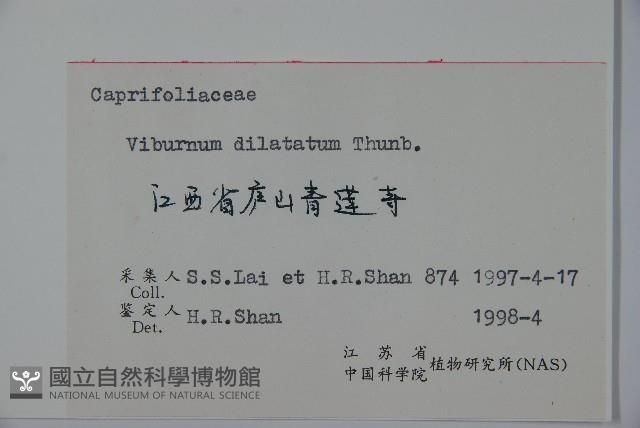 Caprifoliaceae
Viburnum dilatatum Thunb.
江西省庐山青莲寺
采集人 S.S.Lai et H.R.Shan 874 1997-4-17
Coll.
鉴定人 H.R.Shan 1998-4
Det.
江苏省
中国科学院 植物研究所(NAS)
國立自然科學博物館
NATIONAL MUSEUM OF NATURAL SCIENCE